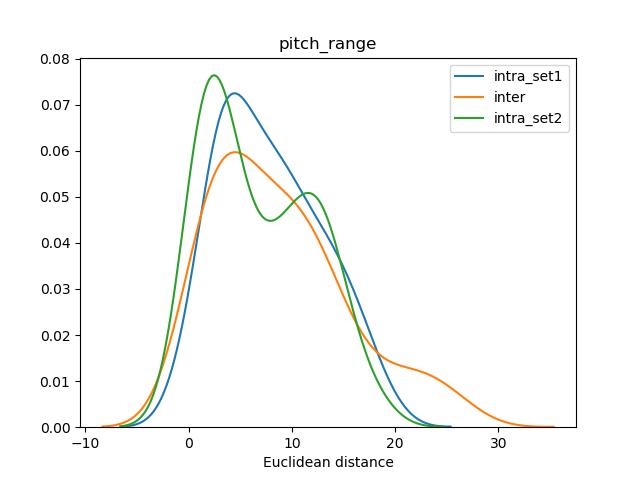 pitch_range
0.08
0.07
0.06
0.05
0.04
0.03
0.02
0.01
0.00
intra_set1
inter
intra_set2
−10 0 10 20 30
Euclidean distance